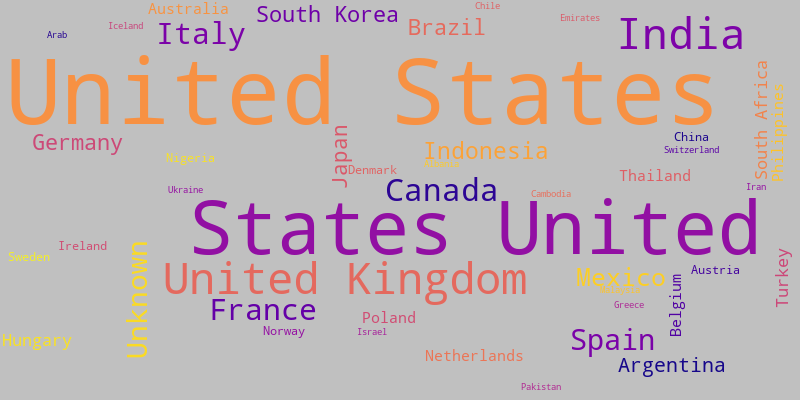 Chile
Australia
South Korea
Emirates
Iceland
Brazil
Arab
Italy
India
United States
Germany
China
Switzerland
Indonesia
Nigeria
Japan
Denmark
South Africa
Philippines
Thailand
Ukraine
Canada
Cambodia
Iran
States United
Ireland
Sweden
Unknown
United Kingdom
Mexico
Austria
Turkey
Belgium
Greece
France
Poland
Norway
Israel
Hungary
Spain
Netherlands
Argentina
Pakistan